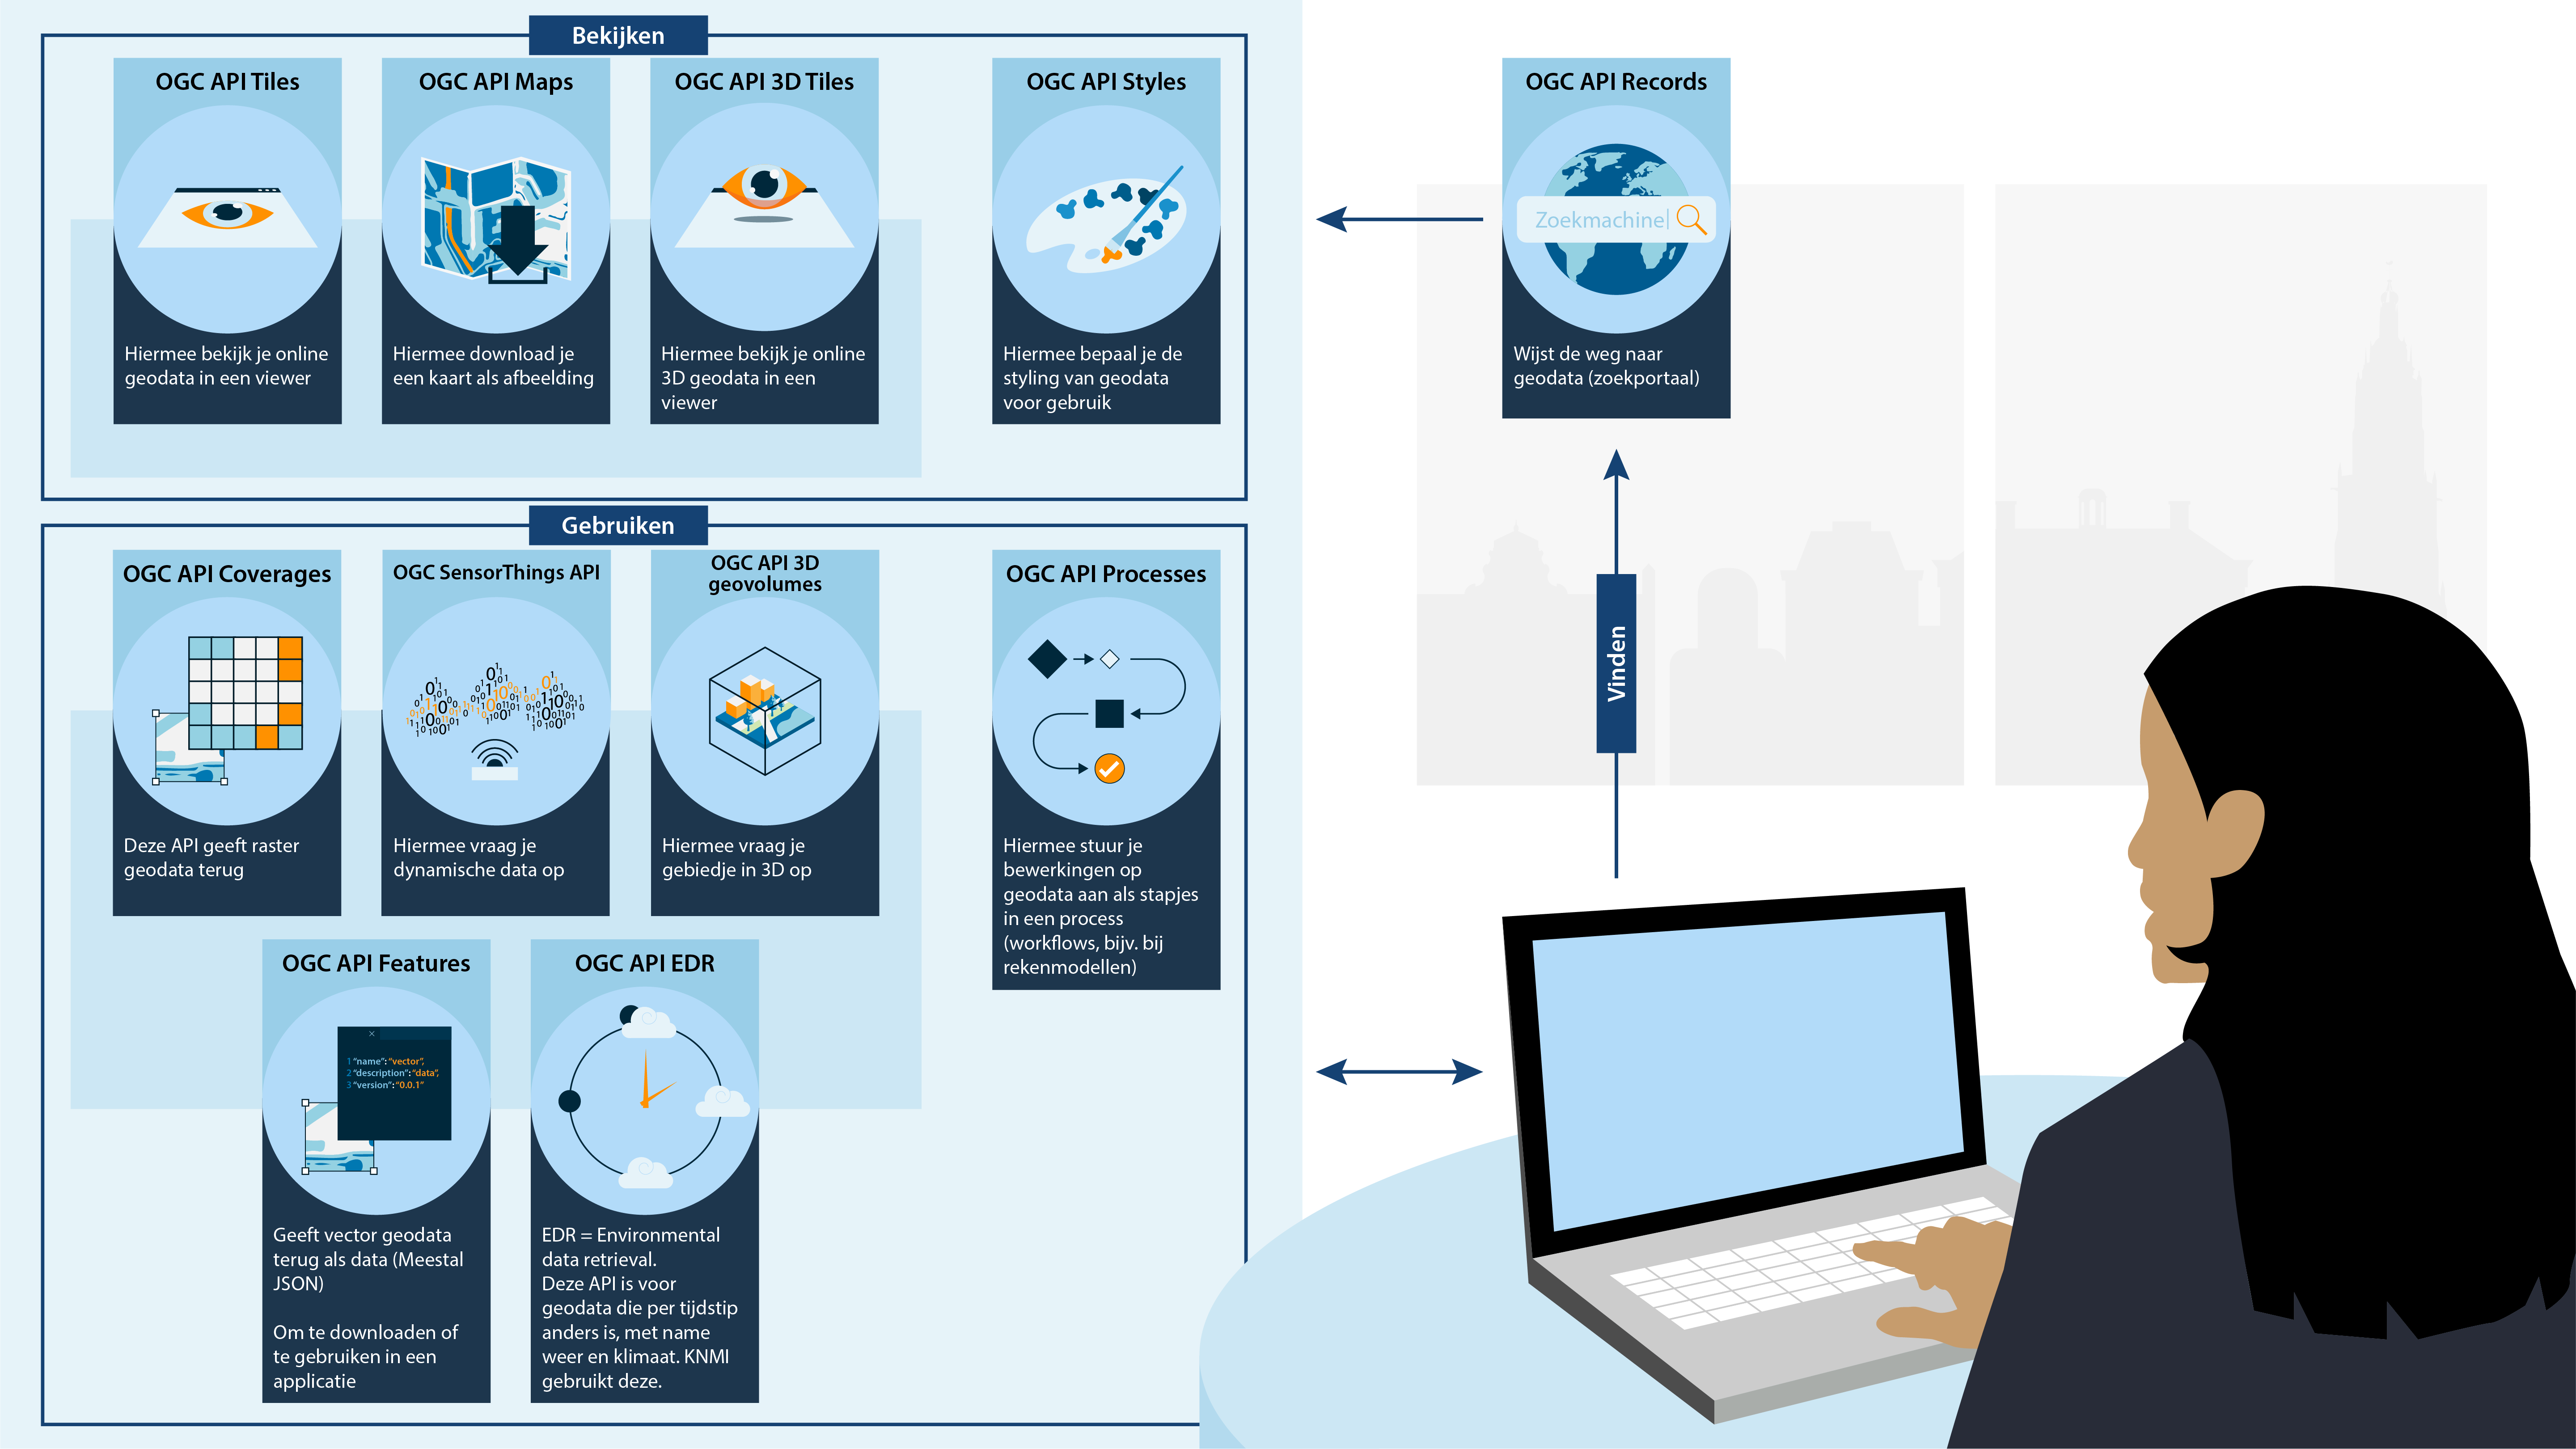 Bekijken
OGC API Tiles
Hiermee bekijk je online
geodata in een viewer
OGC API Maps
Hiermee download je
een kaart als afbeelding
OGC API 3D Tiles
Hiermee bekijk je online
3D geodata in een
viewer
OGC API Styles
Hiermee bepaal je de
styling van geodata
voor gebruik
OGC API Records
Zoekmachine
Wijst de weg naar
geodata (zoekportaal)
Vinden
Gebruiken
OGC API Coverages
Deze API geeft raster
geodata terug
OGC SensorThings API
Hiermee vraag je
dynamische data op
OGC API 3D
geovolumes
Hiermee vraag je
gebiedje in 3D op
OGC API Processes
Hiermee stuur je
bewerkingen op
geodata aan als stapjes
in een process
(workflows, bijv. bij
rekenmodellen)
OGC API Features
1 "name": "vector",
2 "description": "data",
3 "version": "0.0.1"
Geeft vector geodata
terug als data (Meestal
JSON)
Om te downloaden of
te gebruiken in een
applicatie
OGC API EDR
EDR = Environmental
data retrieval.
Deze API is voor
geodata die per tijdstip
anders is, met name
weer en klimaat. KNMI
gebruikt deze.